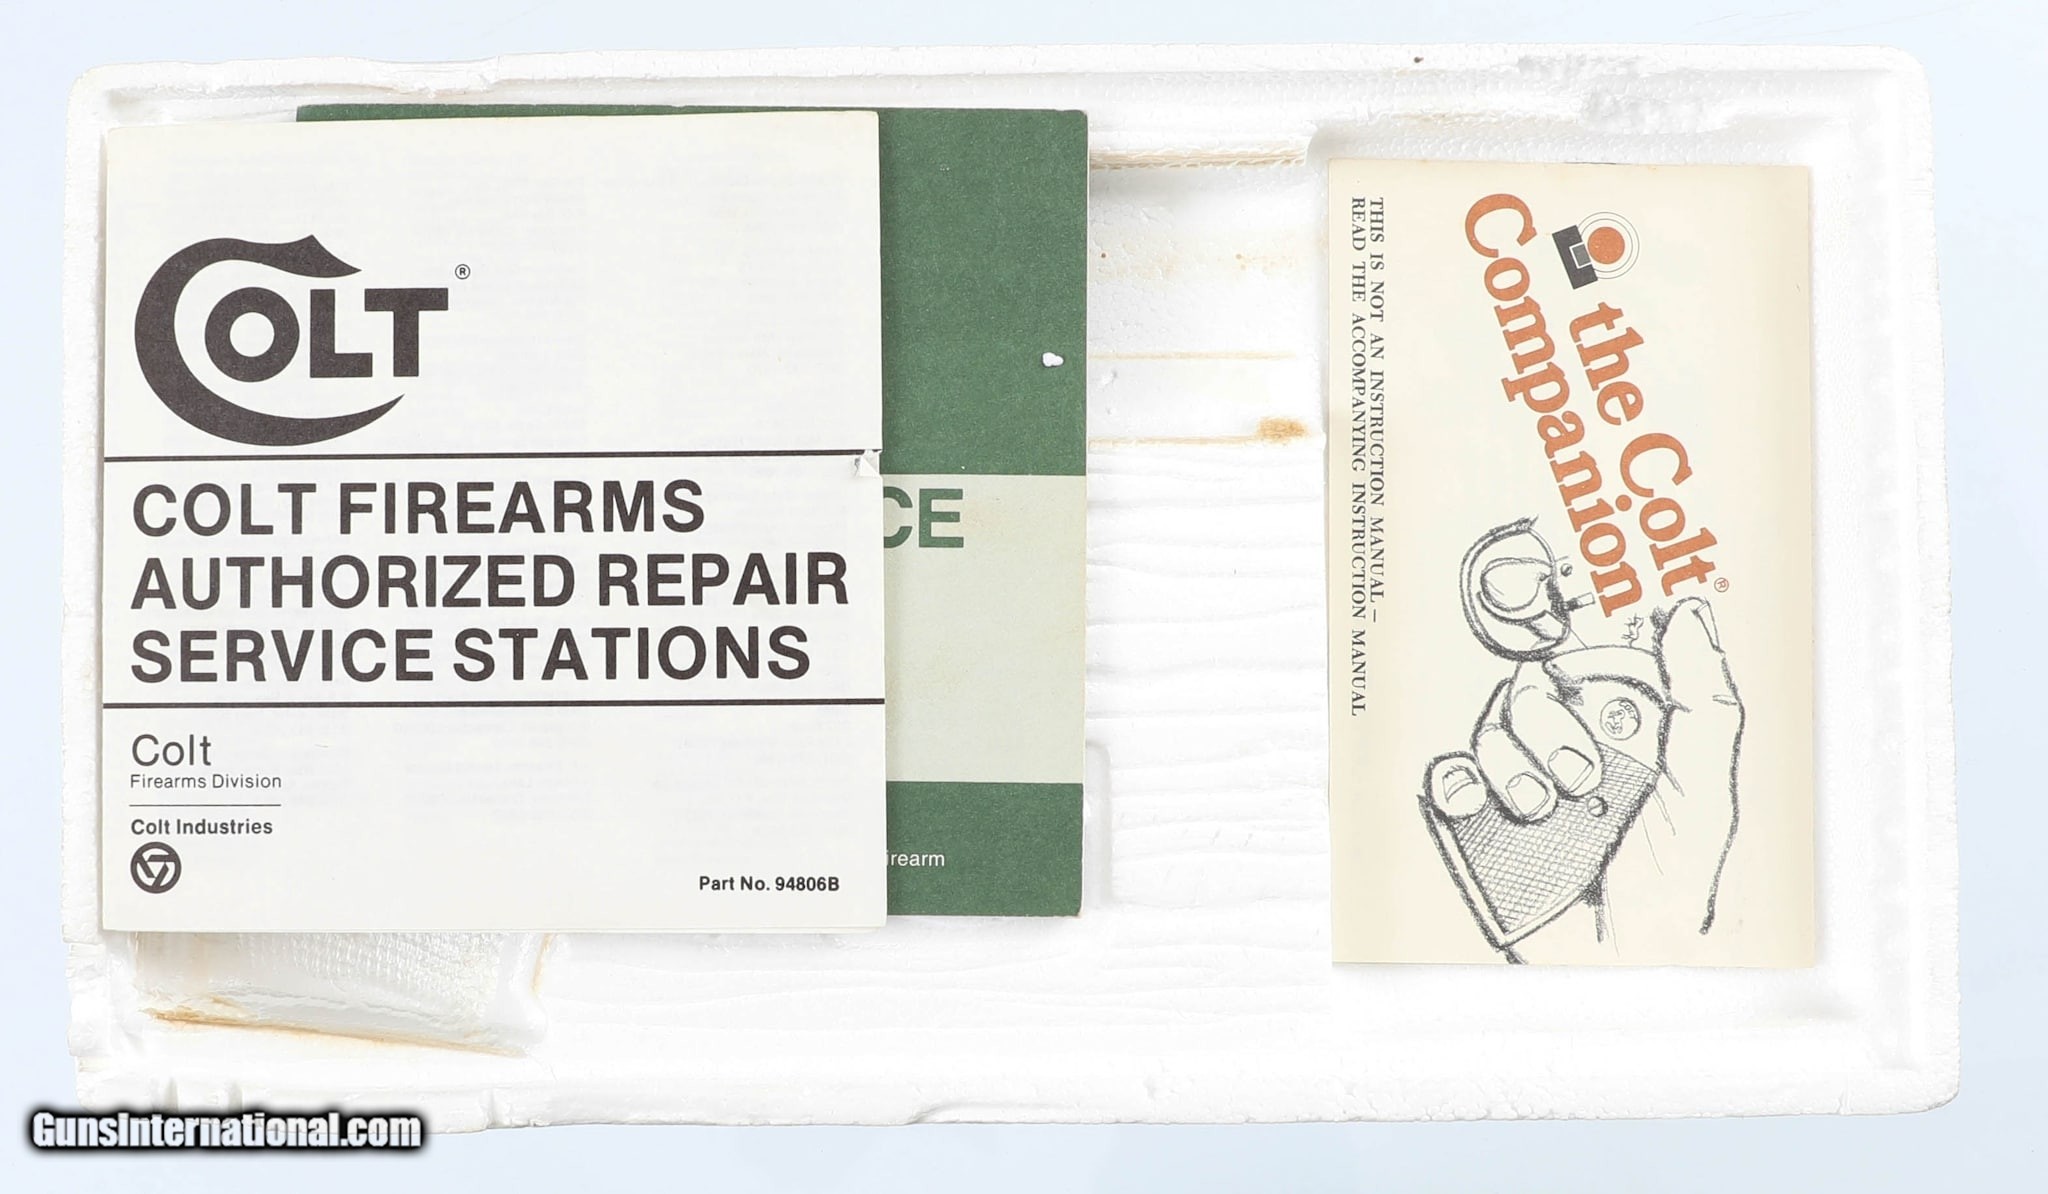 COLT ®
COLT FIREARMS
AUTHORIZED REPAIR
SERVICE STATIONS
Colt
Firearms Division
Colt Industries
Part No. 94806B
CE
irearm
the Colt®
Companion
THIS IS NOT AN INSTRUCTION MANUAL –
READ THE ACCOMPANYING INSTRUCTION MANUAL
GunsInternational.com